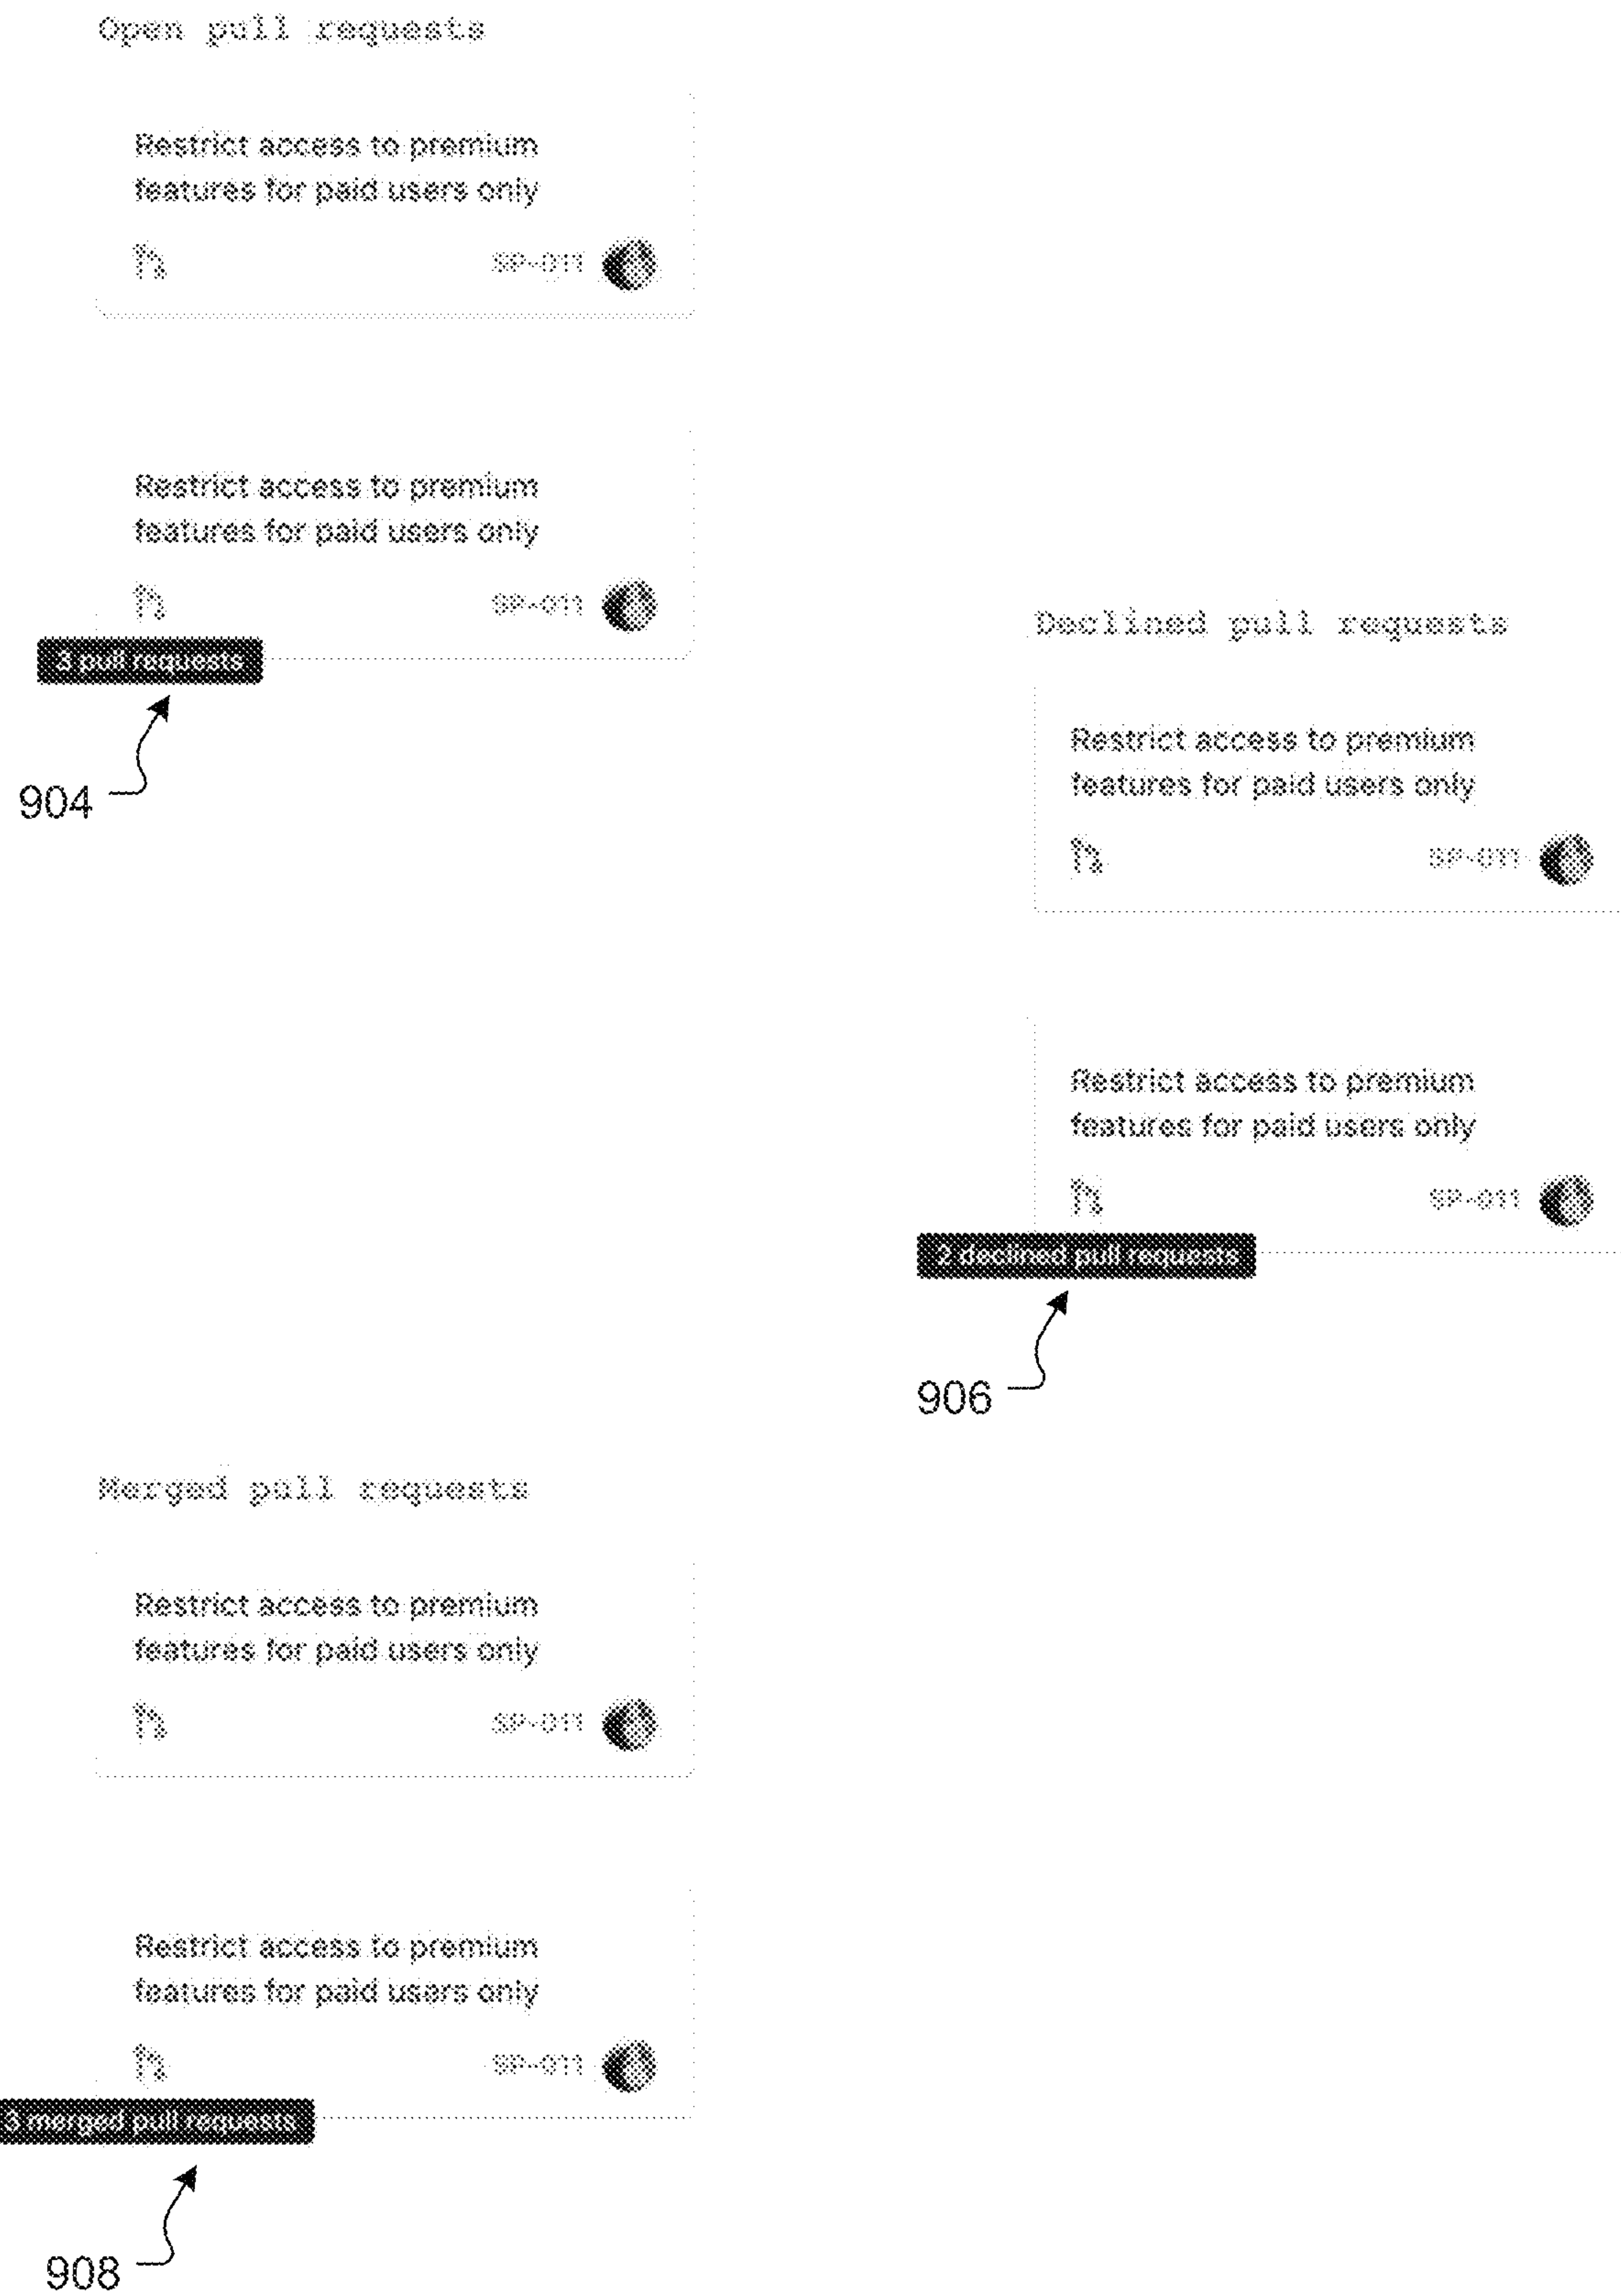 Open pull requests
Restrict access to premium
features for paid users only
SP-011
Restrict access to premium
features for paid users only
SP-011
3 pull requests
904
Declined pull requests
Restrict access to premium
features for paid users only
SP-011
Restrict access to premium
features for paid users only
SP-011
2 declined pull requests
906
Merged pull requests
Restrict access to premium
features for paid users only
SP-011
Restrict access to premium
features for paid users only
SP-011
3 merged pull requests
908